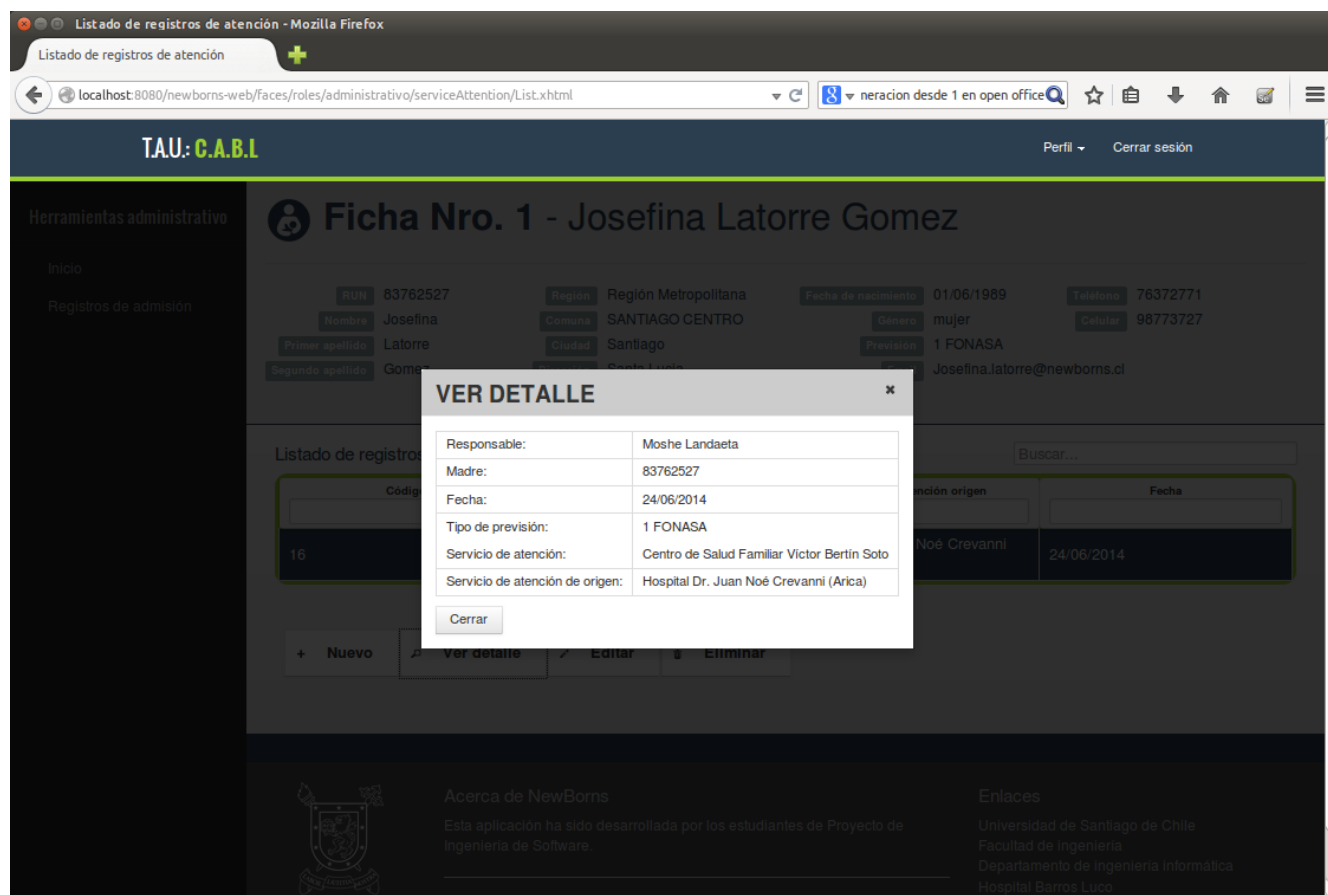 Listado de registros de atención - Mozilla Firefox
Listado de registros de atención
localhost:8080/newborns-web/faces/roles/administrativo/serviceAttention/List.xhtml
neracion desde 1 en open office
T.A.U.: C.A.B.L
Perfil
Cerrar sesión
Herramientas administrativo
Inicio
Registros de admisión
Ficha Nro. 1 - Josefina Latorre Gomez
RUN 83762527 Región Región Metropolitana Fecha de nacimiento 01/06/1989 Teléfono 76372771
Nombre Josefina Comuna SANTIAGO CENTRO Género mujer Celular 98773727
Primer apellido Latorre Ciudad Santiago Previsión 1 FONASA
Segundo apellido Gomez Santa Lucia Josefina.latorre@newborns.cl
VER DETALLE
Responsable: Moshe Landaeta
Madre: 83762527
Fecha: 24/06/2014
Tipo de previsión: 1 FONASA
Servicio de atención: Centro de Salud Familiar Víctor Bertín Soto
Servicio de atención de origen: Hospital Dr. Juan Noé Crevanni (Arica)
Cerrar
Listado de registros
Buscar...
origen Fecha
16 Noé Crevanni 24/06/2014
+ Nuevo Ver detalle Editar Eliminar
Acerca de NewBorns
Esta aplicación ha sido desarrollada por los estudiantes de Proyecto de
Ingeniería de Software.
Enlaces
Universidad de Santiago de Chile
Facultad de ingeniería
Departamento de ingeniería informática
Hospital Barros Luco